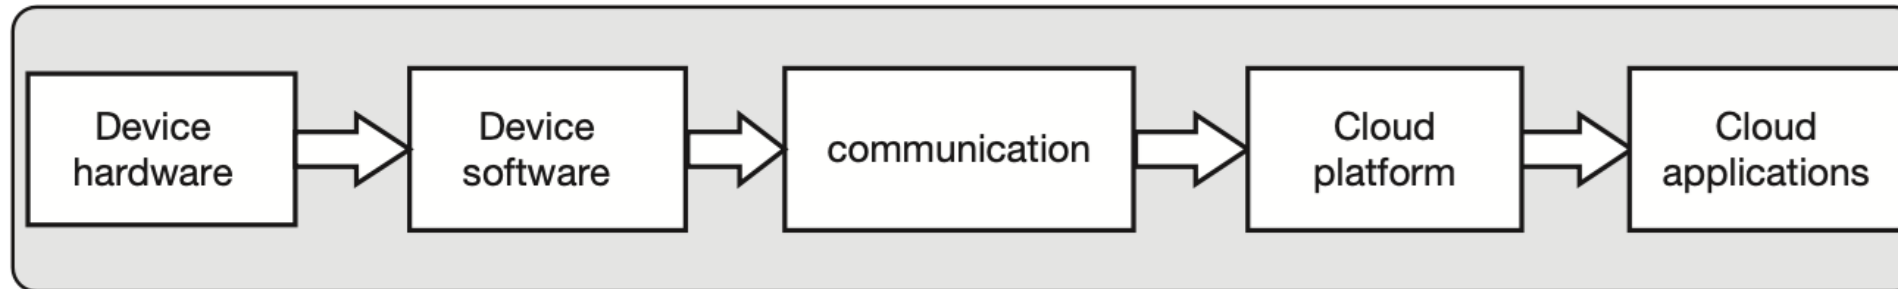 Device
hardware
Device
software
communication
Cloud
platform
Cloud
applications